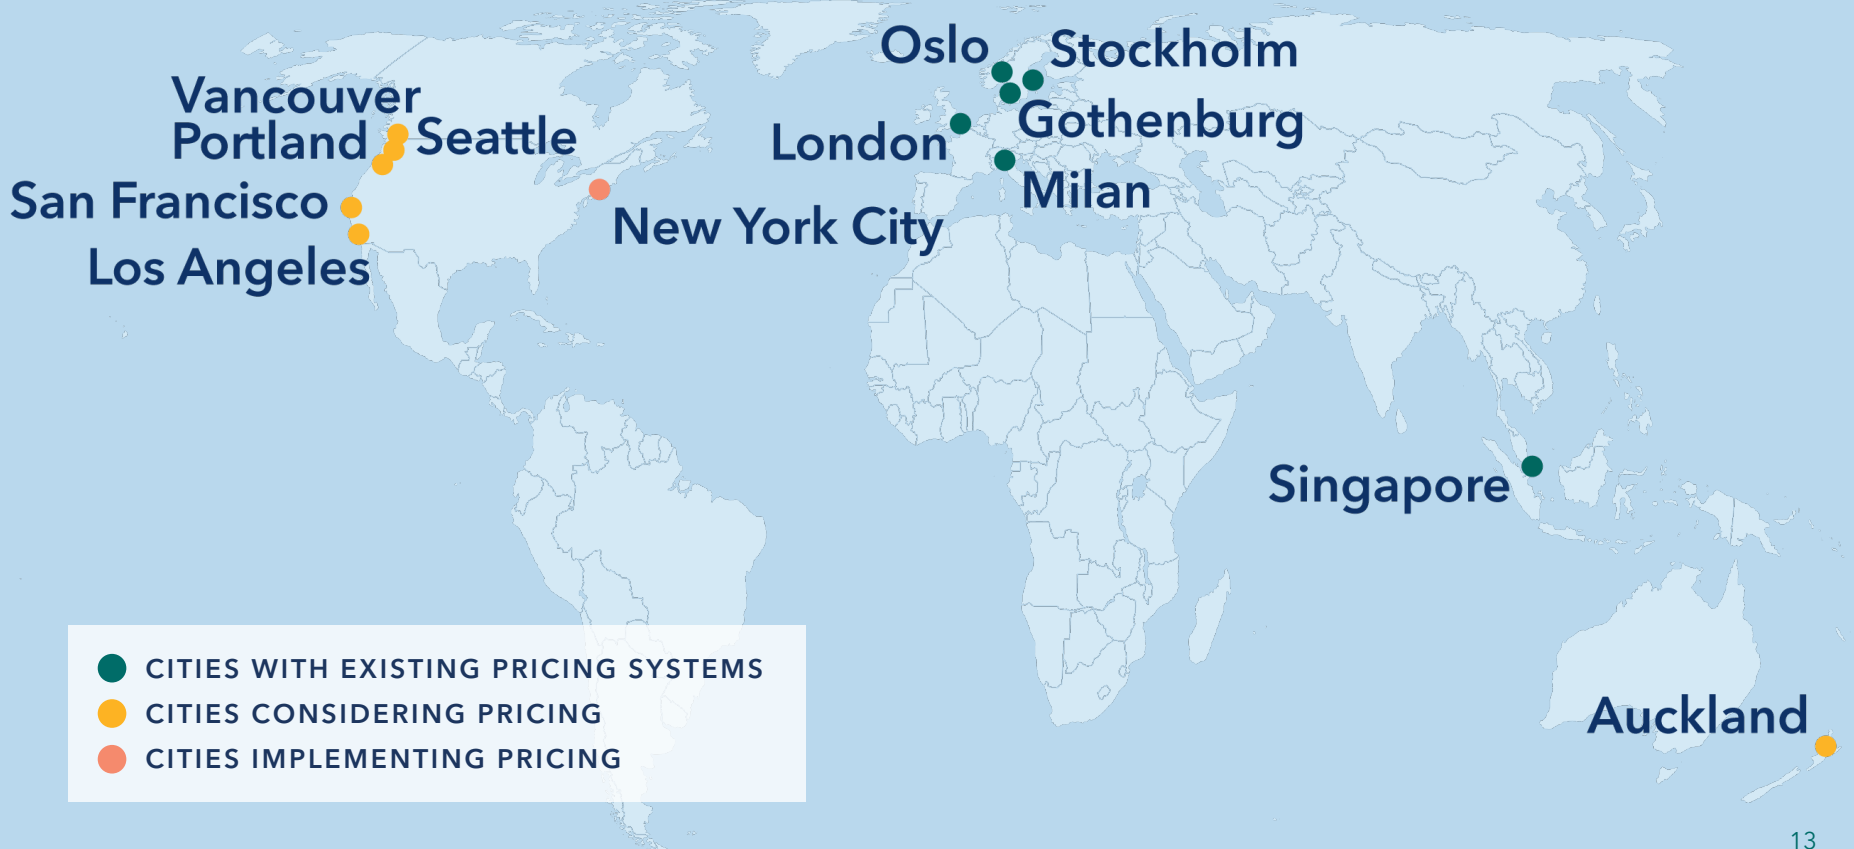 Oslo
Stockholm
Vancouver
Portland
Seattle
Gothenburg
London
Milan
San Francisco
New York City
Los Angeles
Singapore
CITIES WITH EXISTING PRICING SYSTEMS
CITIES CONSIDERING PRICING
CITIES IMPLEMENTING PRICING
Auckland
13